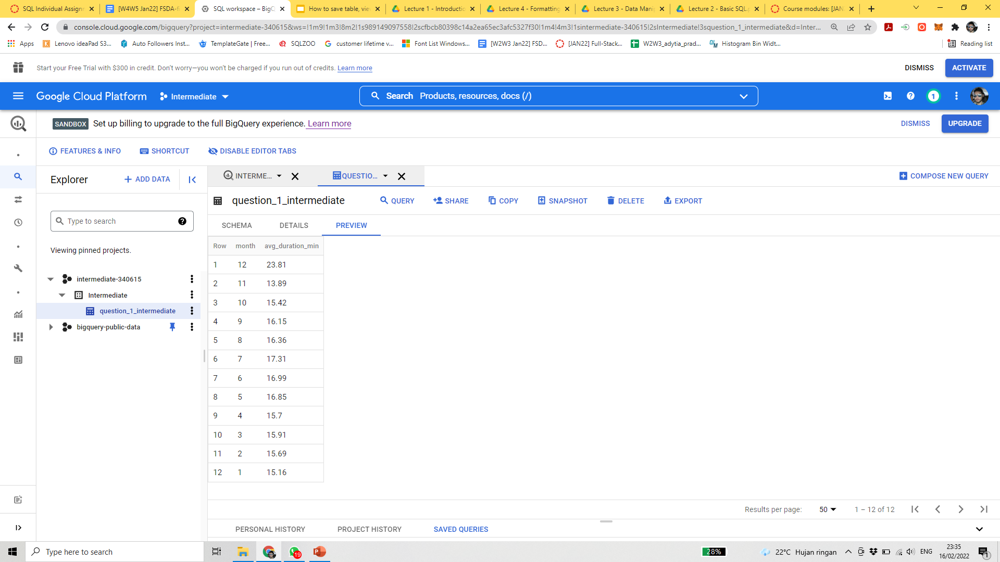 SQL Individual Assignm
[W4W5 Jan22] FSDA-fi
SQL workspace – BigQ
How to save table, vie
Lecture 1 - Introductio
Lecture 4 - Formatting
Lecture 3 - Data Mani
Lecture 2 - Basic SQL.p
Course modules: [JAN
console.cloud.google.com/bigquery?project=intermediate-340615&ws=!1m9!1m3!8m2!1s989149097558!2scfbcb80398c14a2ea65ec3afc5327f30!1m4!4m3!1sintermediate-340615!2sIntermediate!3squestion_1_intermediate&d=Inter...
Apps
Lenovo ideaPad S3...
Auto Followers Inst...
TemplateGate | Free...
SQLZOO
customer lifetime v...
Font List Windows...
[W2W3 Jan22] FSD...
[JAN22] Full-Stack...
W2W3_adytia_prad...
Histogram Bin Widt...
Reading list
Start your Free Trial with $300 in credit. Don't worry—you won't be charged if you run out of credits. Learn more
DISMISS
ACTIVATE
Google Cloud Platform
Intermediate
Search Products, resources, docs (/)
1
SANDBOX Set up billing to upgrade to the full BigQuery experience. Learn more
DISMISS
UPGRADE
FEATURES & INFO
SHORTCUT
DISABLE EDITOR TABS
Explorer
+ ADD DATA
INTERME...
QUESTIO...
COMPOSE NEW QUERY
question_1_intermediate
QUERY
SHARE
COPY
SNAPSHOT
DELETE
EXPORT
Type to search
SCHEMA
DETAILS
PREVIEW
Viewing pinned projects.
intermediate-340615
Intermediate
question_1_intermediate
bigquery-public-data
Row month avg_duration_min
1 12 23.81
2 11 13.89
3 10 15.42
4 9 16.15
5 8 16.36
6 7 17.31
7 6 16.99
8 5 16.85
9 4 15.7
10 3 15.91
11 2 15.69
12 1 15.16
Results per page: 50 1 – 12 of 12
PERSONAL HISTORY
PROJECT HISTORY
SAVED QUERIES
Type here to search
19
28%
22°C Hujan ringan
ENG
23:35
16/02/2022
1